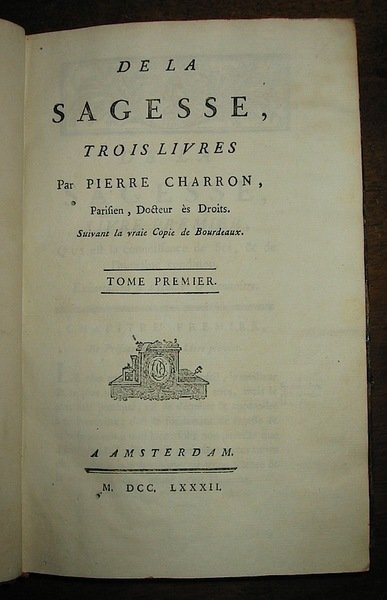 DE LA
SAGESSE,
TROIS LIVRES
Par PIERRE CHARRON,
Parisien, Docteur ès Droits.
Suivant la vraie Copie de Bourdeaux.
TOME PREMIER.
A AMSTERDAM.
M. DCC. LXXXII.